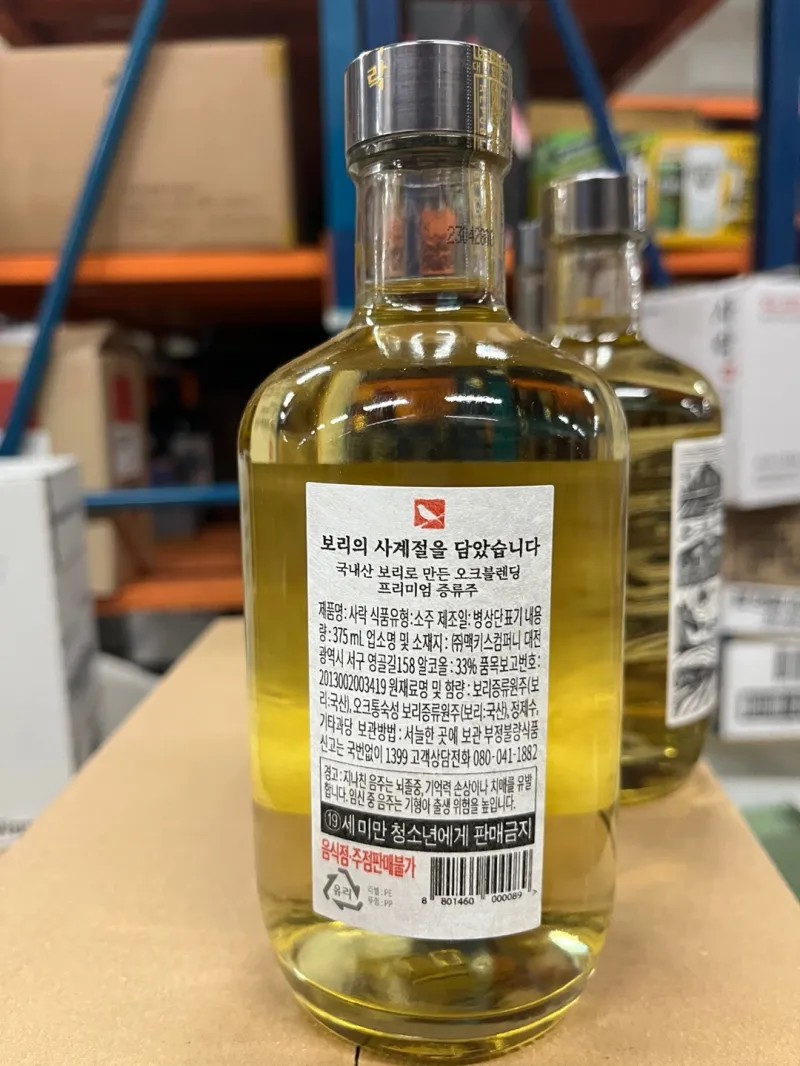 락
보리의 사계절을 담았습니다
국내산 보리로 만든 오크블렌딩
프리미엄 증류주
제품명: 사락 식품유형:소주 제조일: 병상단표기 내용
량: 375 mL 업소명 및 소재지: ㈜맥키스컴퍼니 대전
광역시 서구 영골길158 알코올: 33% 품목보고번호:
2013002003419 원재료명 및 함량: 보리증류원주(보
리:국산), 오크통숙성 보리증류원주(보리:국산), 정제수,
기타과당 보관방법: 서늘한 곳에 보관 부정불량식품
신고는 국번없이 1399 고객상담전화 080-041-1882
경고: 지나친 음주는 뇌졸중, 기억력 손상이나 치매를 유발
합니다. 임신 중 음주는 기형아 출생 위험을 높입니다.
19세 미만 청소년에게 판매금지
음식점·주점판매불가
유리
라벨:PE
뚜껑:PP
8 801460 000089 >